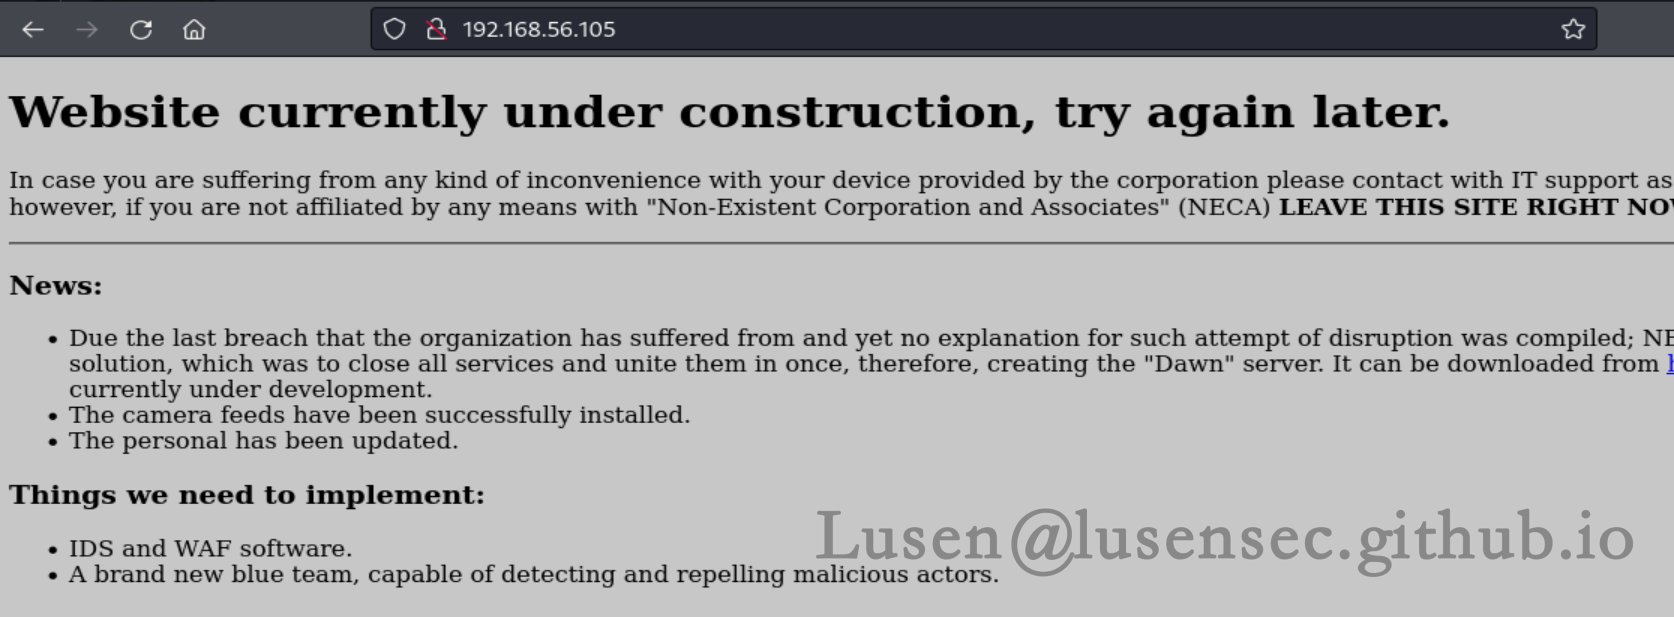 192.168.56.105
Website currently under construction, try again later.
In case you are suffering from any kind of inconvenience with your device provided by the corporation please contact with IT support as
however, if you are not affiliated by any means with "Non-Existent Corporation and Associates" (NECA) LEAVE THIS SITE RIGHT
News:
• Due the last breach that the organization has suffered from and yet no explanation for such attempt of disruption was compiled;
solution, which was to close all services and unite them in once, therefore, creating the "Dawn" server. It can be downloaded from
currently under development.
• The camera feeds have been successfully installed.
• The personal has been updated.
Things we need to implement:
• IDS and WAF software.
• A brand new blue team, capable of detecting and repelling malicious actors.
Lusen@lusensec.github.io